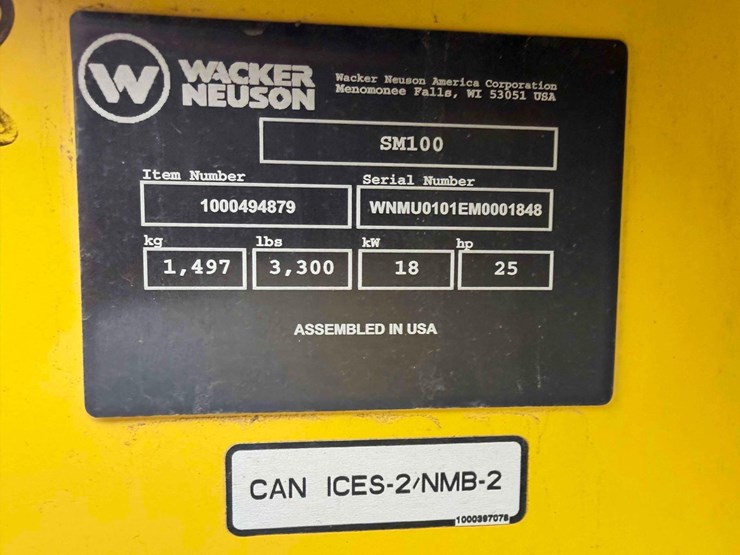 W
WACKER
NEUSON
Wacker Neuson America Corporation
Menomonee Falls, WI 53051 USA
SM100
Item Number Serial Number
1000494879 WNMU0101EM0001848
kg lbs kW hp
1,497 3,300 18 25
ASSEMBLED IN USA
CAN ICES-2/NMB-2
1000397078